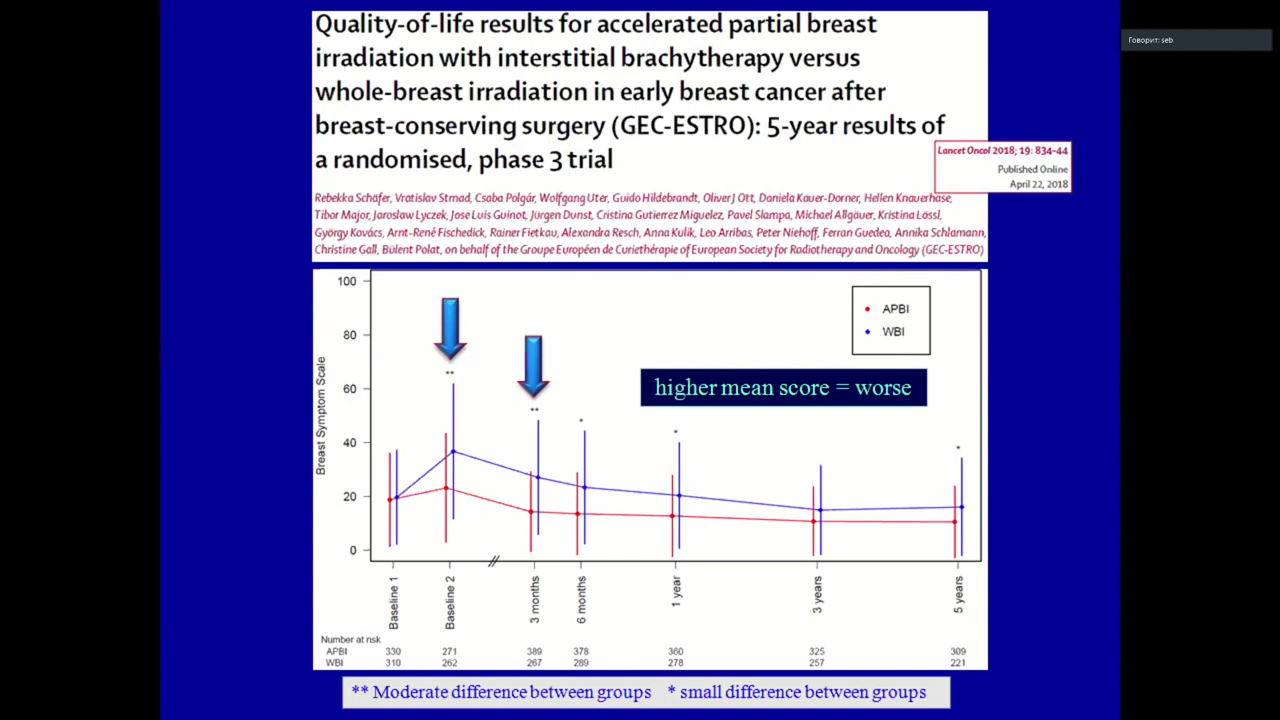 Говорит: seb
Quality-of-life results for accelerated partial breast
irradiation with interstitial brachytherapy versus
whole-breast irradiation in early breast cancer after
breast-conserving surgery (GEC-ESTRO): 5-year results of
a randomised, phase 3 trial
Lancet Oncol 2018; 19: 834-44
Published Online
April 22, 2018
Rebekka Schäfer, Vratislav Strnad, Csaba Polgár, Wolfgang Uter, Guido Hildebrandt, Oliver J Ott, Daniela Kauer-Dorner, Hellen Knauerhase,
Tibor Major, Jaroslaw Lyczek, Jose Luis Guinot, Jürgen Dunst, Cristina Gutierrez Miguelez, Pavel Slampa, Michael Allgäuer, Kristina Lössl,
György Kovács, Arnt-René Fischedick, Rainer Fietkau, Alexandra Resch, Anna Kulik, Leo Arribas, Peter Niehoff, Ferran Guedea, Annika Schlamann,
Christine Gall, Bülent Polat, on behalf of the Groupe Européen de Curiethérapie of European Society for Radiotherapy and Oncology (GEC-ESTRO)
Breast Symptom Scale
100
80
60
40
20
0
APBI
WBI
higher mean score = worse
**
**
*
*
*
Baseline 1
Baseline 2
3 months
6 months
1 year
3 years
5 years
Number at risk
APBI 330 271 389 378 360 325 309
WBI 310 262 267 289 278 257 221
** Moderate difference between groups * small difference between groups